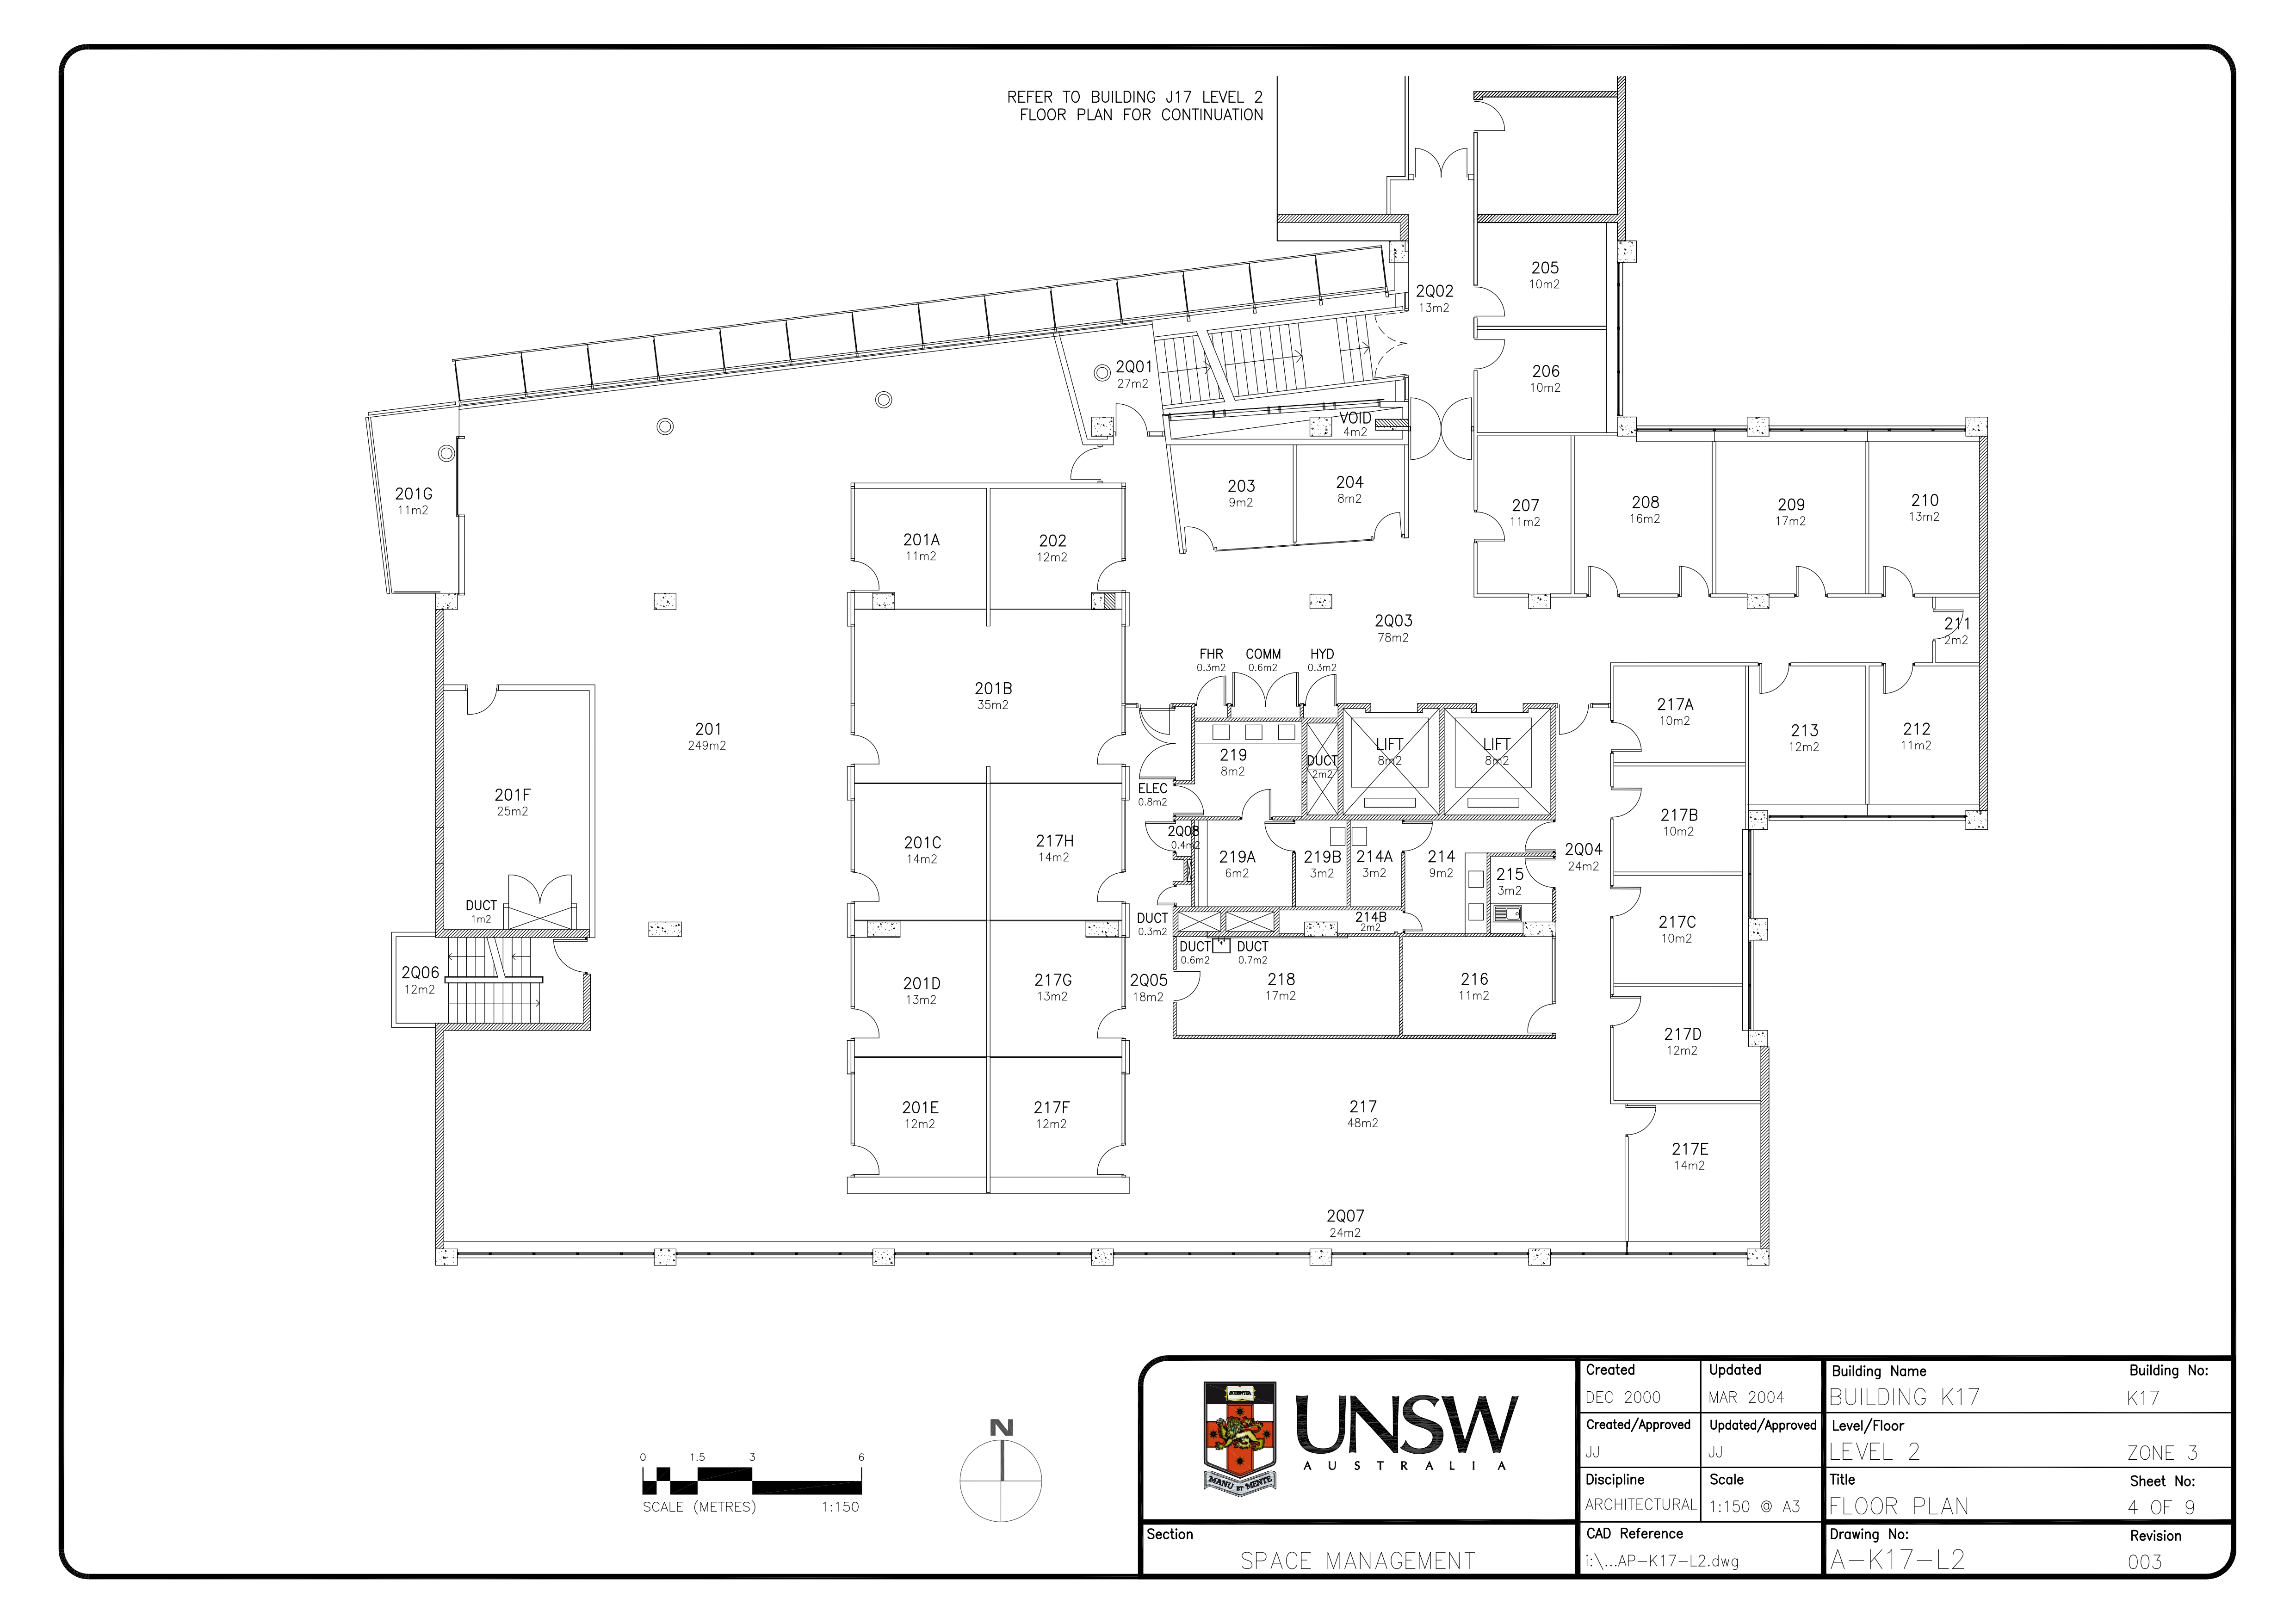 REFER TO BUILDING J17 LEVEL 2
FLOOR PLAN FOR CONTINUATION
205
10m2
2Q02
13m2
206
10m2
2Q01
27m2
VOID
4m2
201G
11m2
203
9m2
204
8m2
207
11m2
208
16m2
209
17m2
210
13m2
201A
11m2
202
12m2
2Q03
78m2
211
2m2
FHR
0.3m2
COMM
0.6m2
HYD
0.3m2
201B
35m2
217A
10m2
201
249m2
213
12m2
212
11m2
219
8m2
DUCT
2m2
LIFT
8m2
LIFT
8m2
ELEC
0.8m2
201F
25m2
217B
10m2
2Q08
0.4m2
201C
14m2
217H
14m2
219A
6m2
219B
3m2
214A
3m2
214
9m2
215
3m2
2Q04
24m2
DUCT
1m2
DUCT
0.3m2
214B
2m2
217C
10m2
DUCT
0.6m2
DUCT
0.7m2
2Q06
12m2
201D
13m2
217G
13m2
2Q05
18m2
218
17m2
216
11m2
217D
12m2
201E
12m2
217F
12m2
217
48m2
217E
14m2
2Q07
24m2
N
0 1.5 3 6
SCALE (METRES) 1:150
SCIENTIA
MANU ET MENTE
UNSW
AUSTRALIA
Section
SPACE MANAGEMENT
Created
DEC 2000
Updated
MAR 2004
Created/Approved
JJ
Updated/Approved
JJ
Discipline
ARCHITECTURAL
Scale
1:150 @ A3
CAD Reference
i:\...AP-K17-L2.dwg
Building Name
BUILDING K17
Building No:
K17
Level/Floor
LEVEL 2
ZONE 3
Title
FLOOR PLAN
Sheet No:
4 OF 9
Drawing No:
A-K17-L2
Revision
003